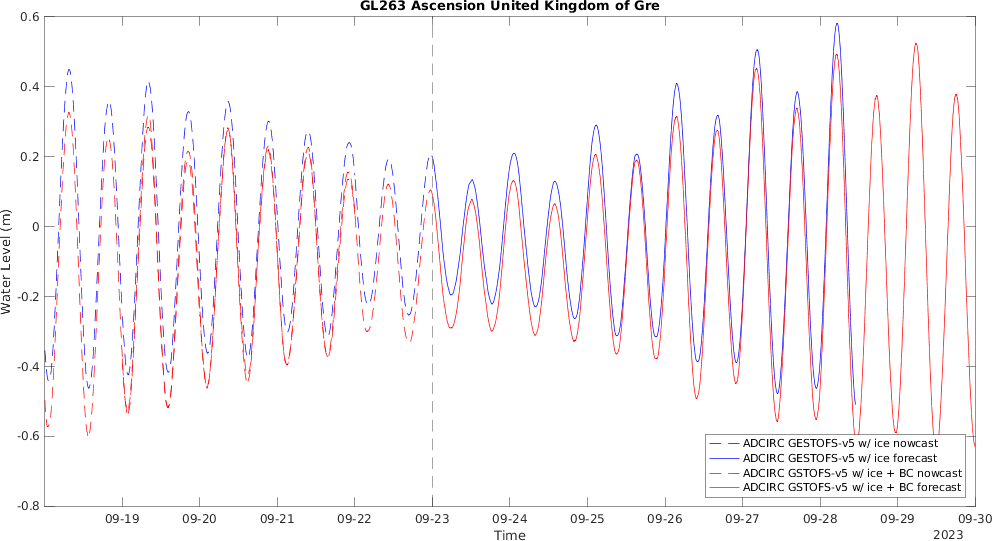 GL263 Ascension United Kingdom of Gre
Water Level (m)
0.6
0.4
0.2
0
-0.2
-0.4
-0.6
-0.8
ADCIRC GESTOFS-v5 w/ ice nowcast
ADCIRC GESTOFS-v5 w/ ice forecast
ADCIRC GSTOFS-v5 w/ ice + BC nowcast
ADCIRC GSTOFS-v5 w/ ice + BC forecast
09-19 09-20 09-21 09-22 09-23 09-24 09-25 09-26 09-27 09-28 09-29 09-30
Time
2023